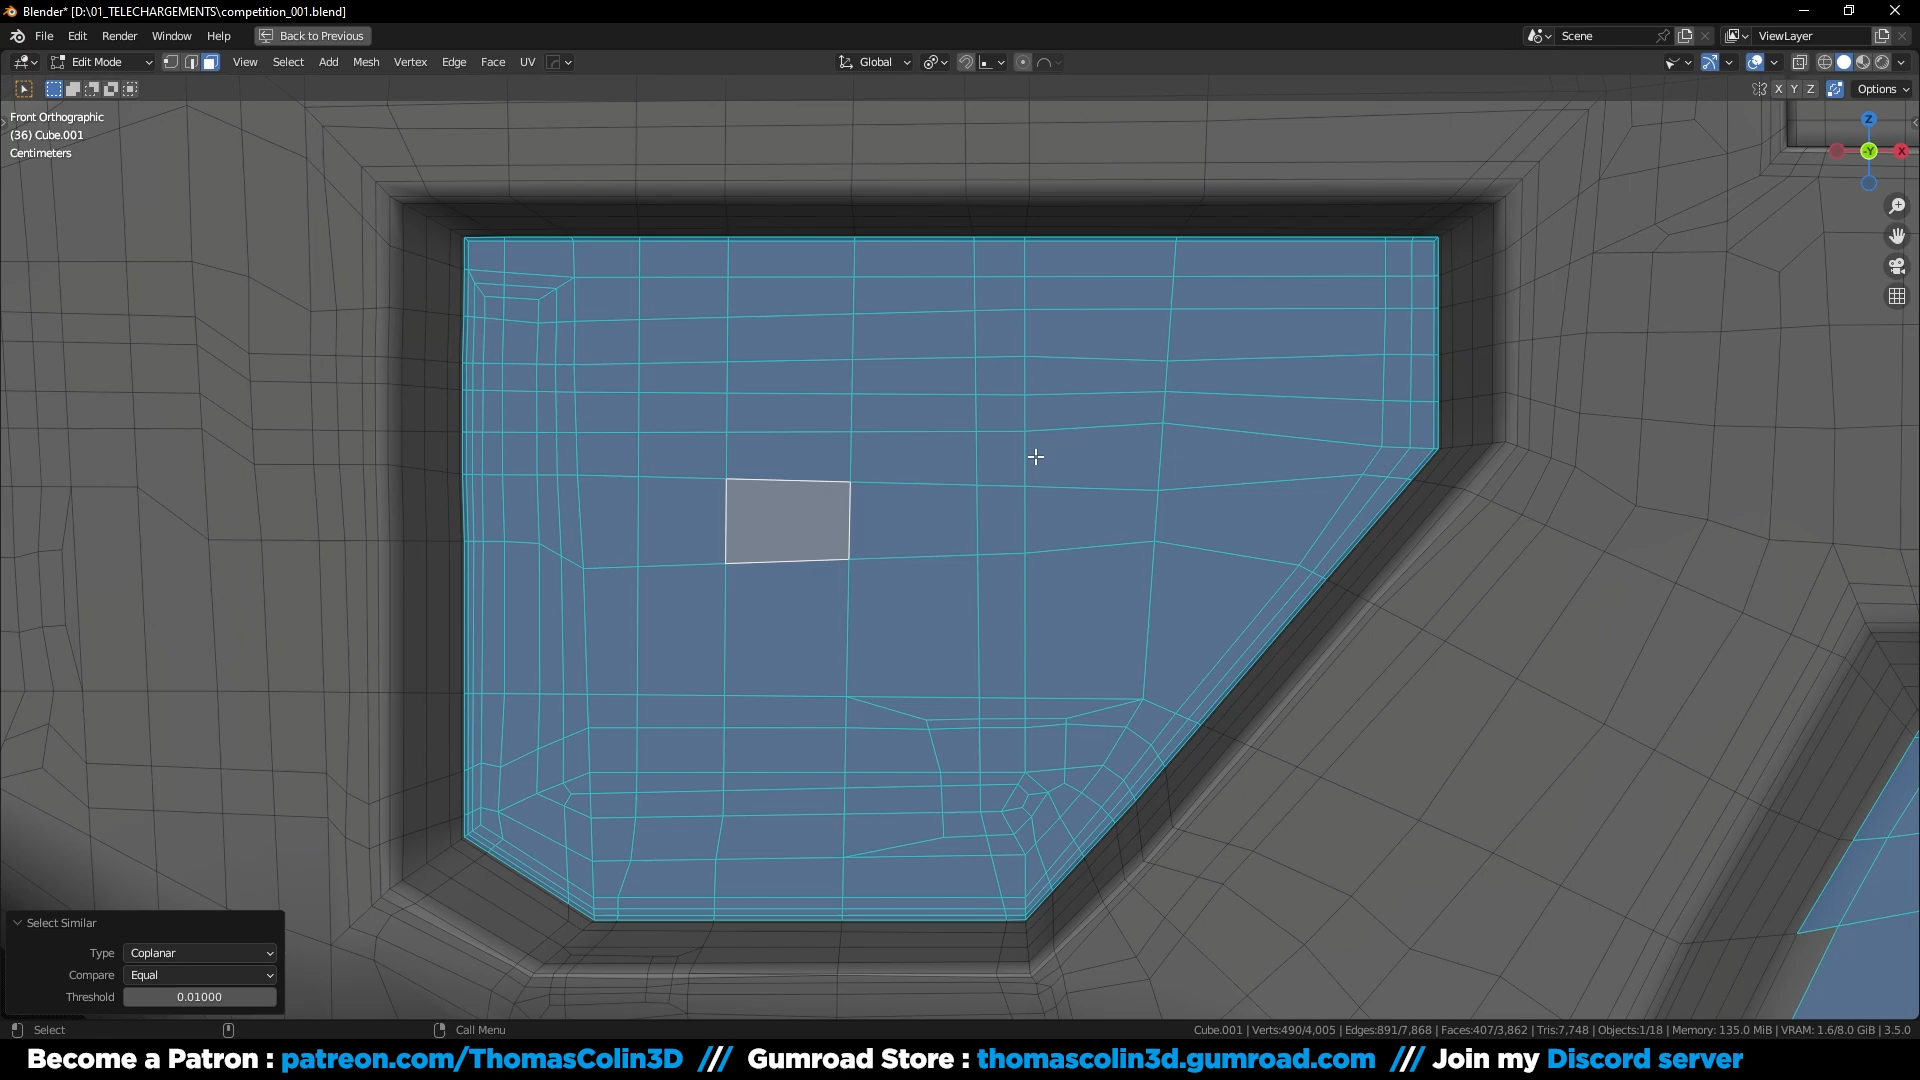 Blender* [D:\01_TELECHARGEMENTS\competition_001.blend]
File Edit Render Window Help Back to Previous Scene ViewLayer
Edit Mode View Select Add Mesh Vertex Edge Face UV Global
X Y Z Options
Front Orthographic
(36) Cube.001
Centimeters
Z
-Y X
Select Similar
Type Coplanar
Compare Equal
Threshold 0.01000
Select Call Menu Cube.001 | Verts:490/4,005 | Edges:891/7,868 | Faces:407/3,862 | Tris:7,748 | Objects:1/18 | Memory: 135.0 MiB | VRAM: 1.6/8.0 GiB | 3.5.0
Become a Patron : patreon.com/ThomasColin3D /// Gumroad Store : thomascolin3d.gumroad.com /// Join my Discord server